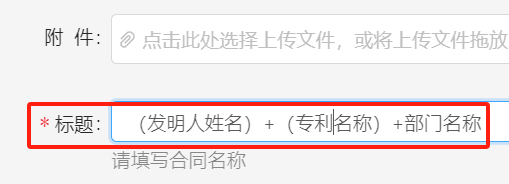 附 件： 点击此处选择上传文件，或将上传文件拖放
* 标题： （发明人姓名）+（专利名称）+部门名称
请填写合同名称